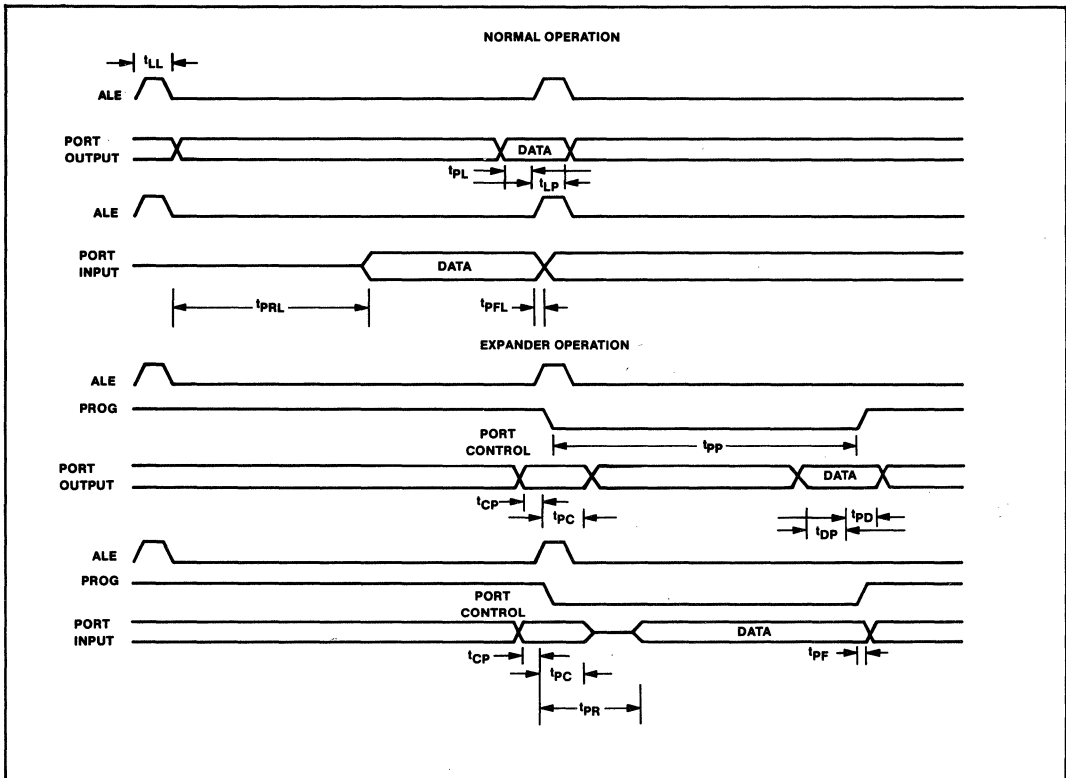 NORMAL OPERATION
tLL
ALE
PORT
OUTPUT
DATA
tPL
tLP
ALE
PORT
INPUT
DATA
tPRL
tPFL
EXPANDER OPERATION
ALE
PROG
PORT
CONTROL
tPP
PORT
OUTPUT
DATA
tCP
tPC
tPD
tDP
ALE
PROG
PORT
CONTROL
PORT
INPUT
DATA
tCP
tPC
tPF
tPR